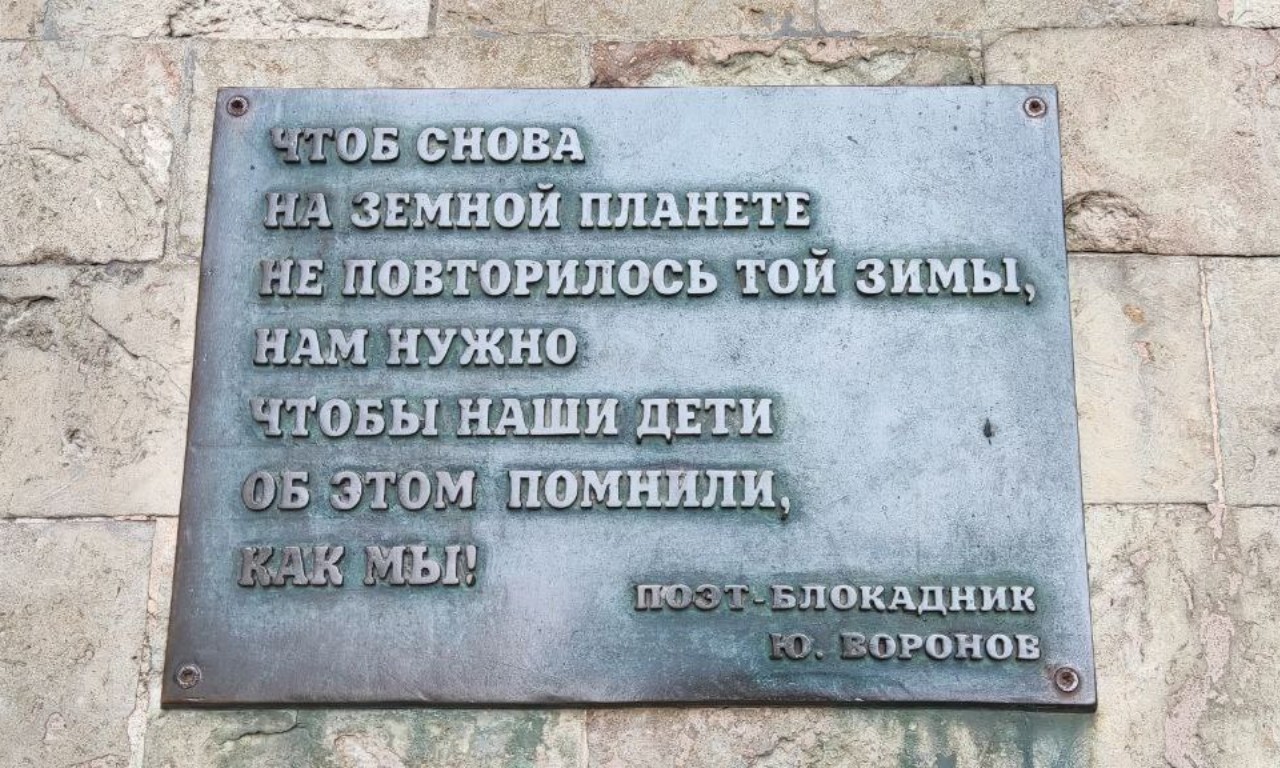 ЧТОБ СНОВА
НА ЗЕМНОЙ ПЛАНЕТЕ
НЕ ПОВТОРИЛОСЬ ТОЙ ЗИМЫ,
НАМ НУЖНО
ЧТОБЫ НАШИ ДЕТИ
ОБ ЭТОМ ПОМНИЛИ,
КАК МЫ!
ПОЭТ-БЛОКАДНИК
Ю. ВОРОНОВ